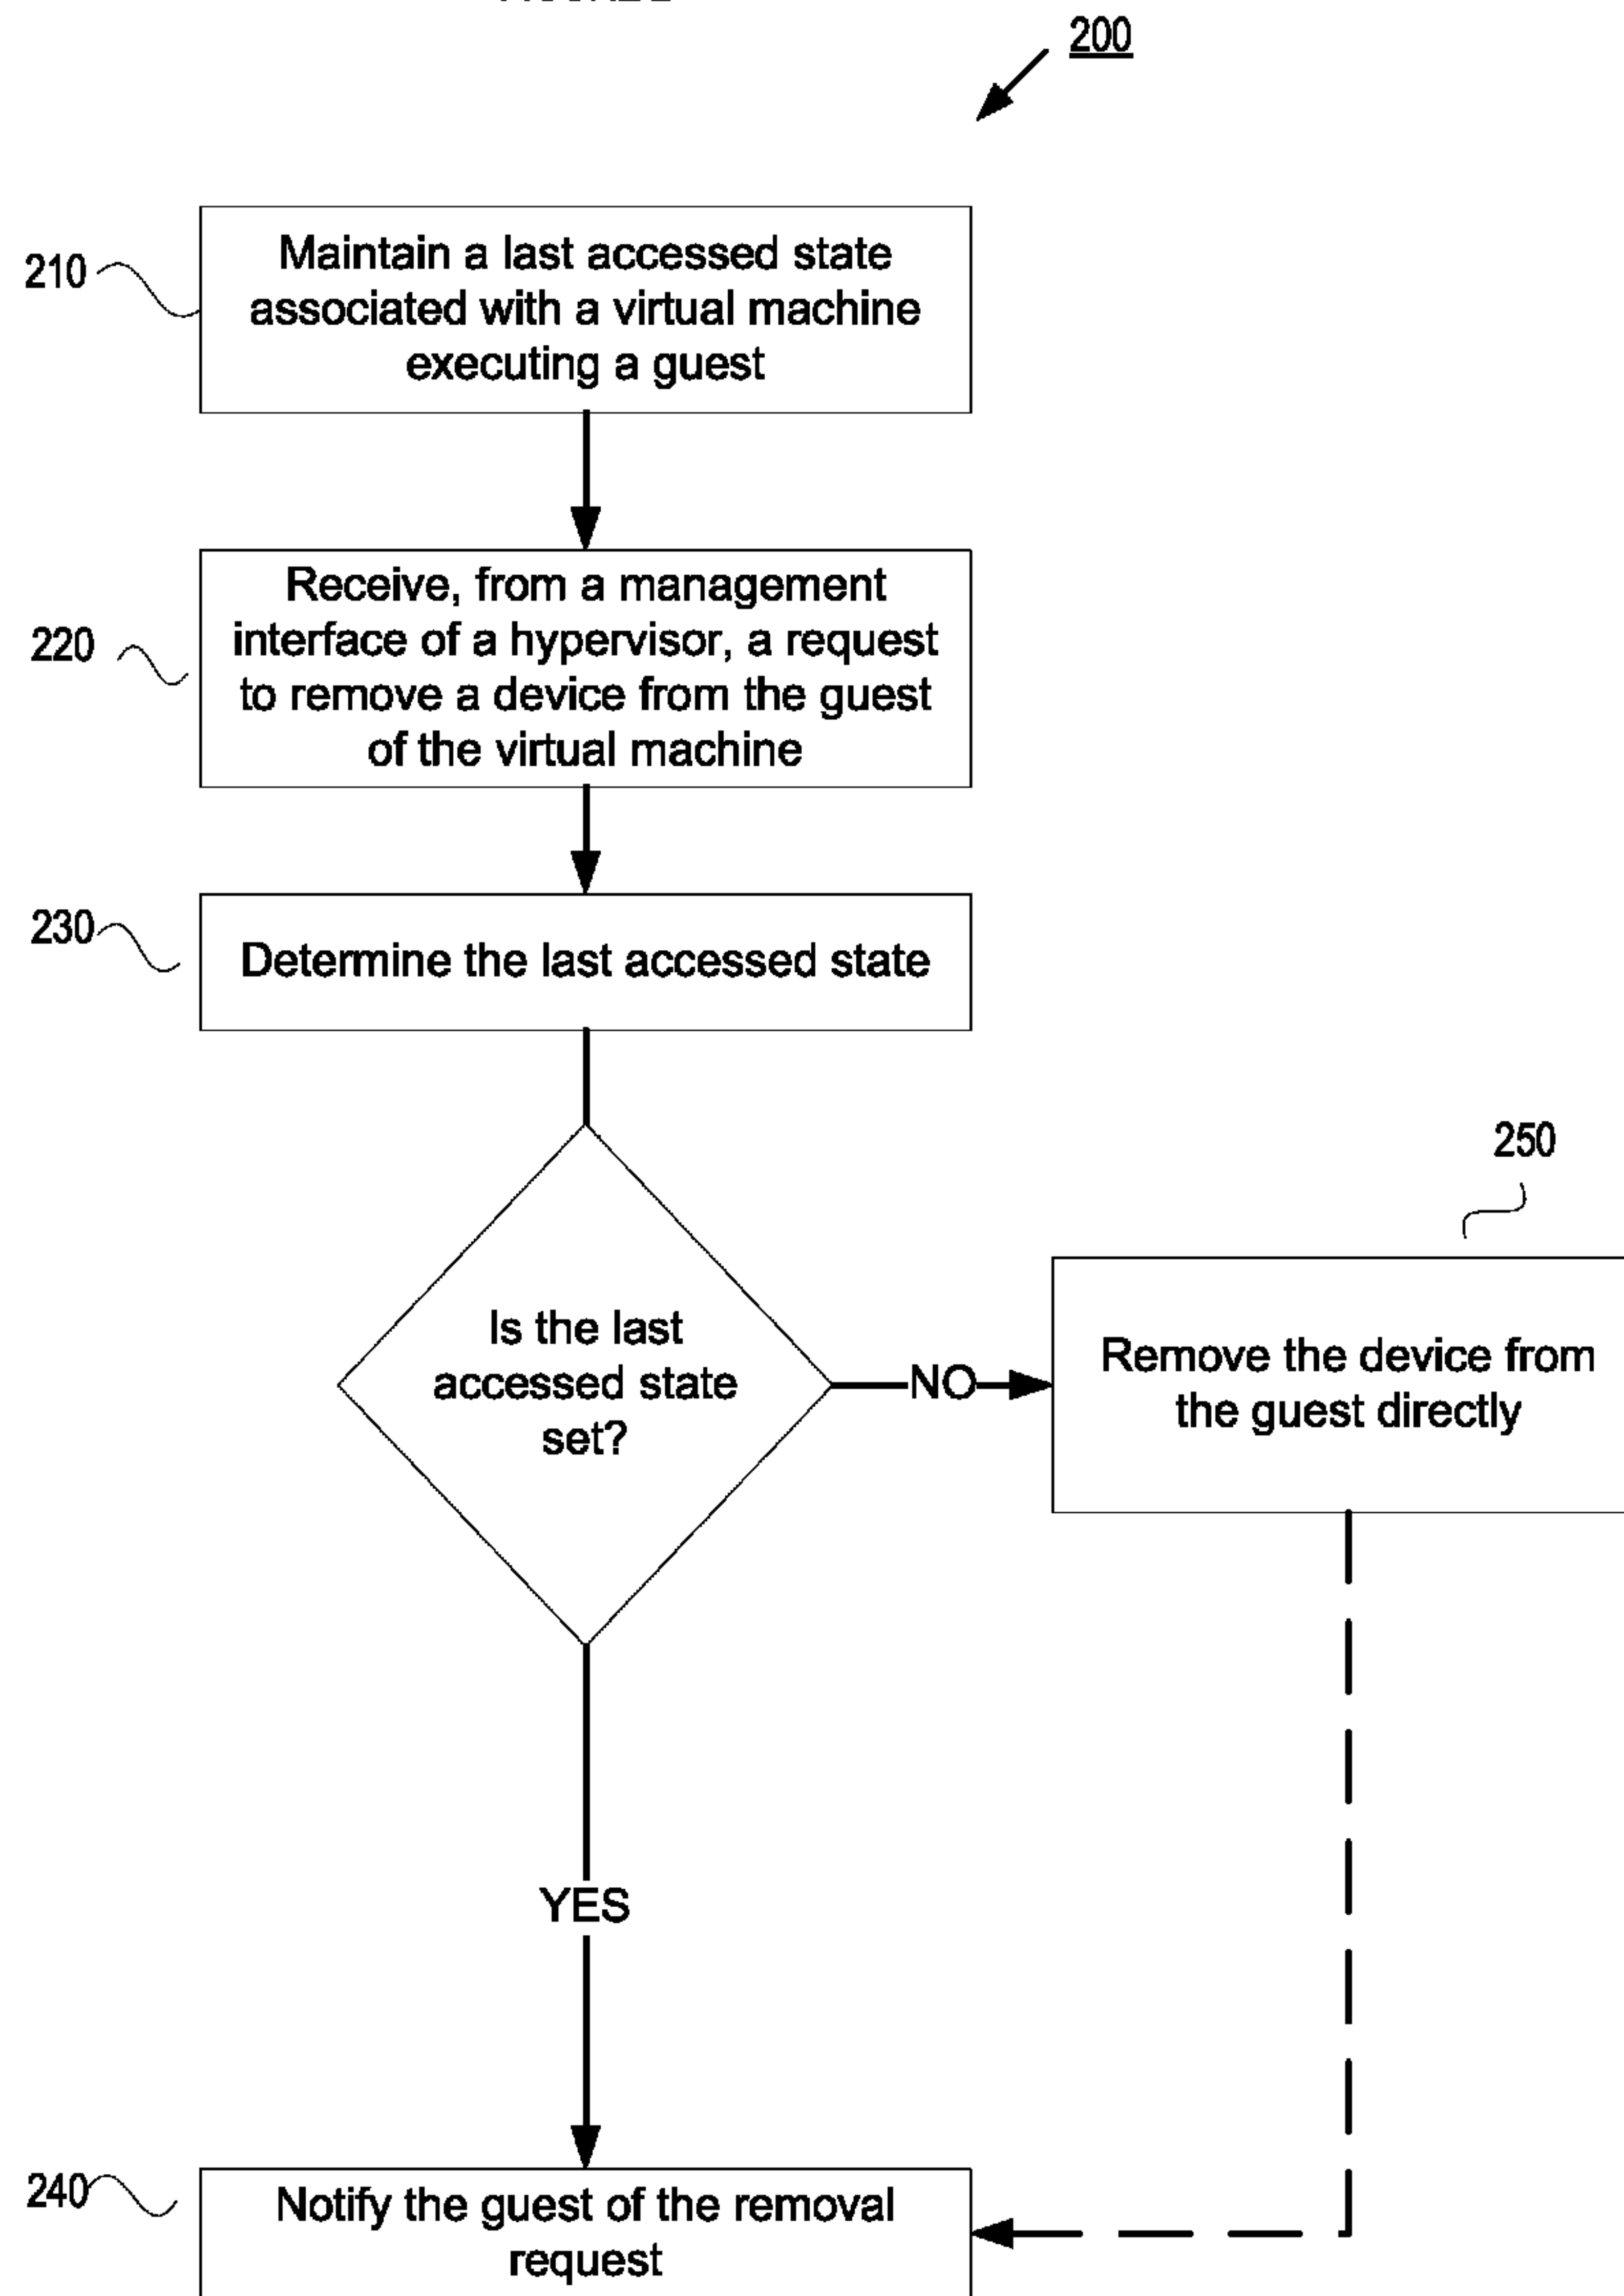 200
210
Maintain a last accessed state
associated with a virtual machine
executing a guest
220
Receive, from a management
interface of a hypervisor, a request
to remove a device from the guest
of the virtual machine
230
Determine the last accessed state
250
Is the last
accessed state
set?
NO
Remove the device from
the guest directly
YES
240
Notify the guest of the removal
request